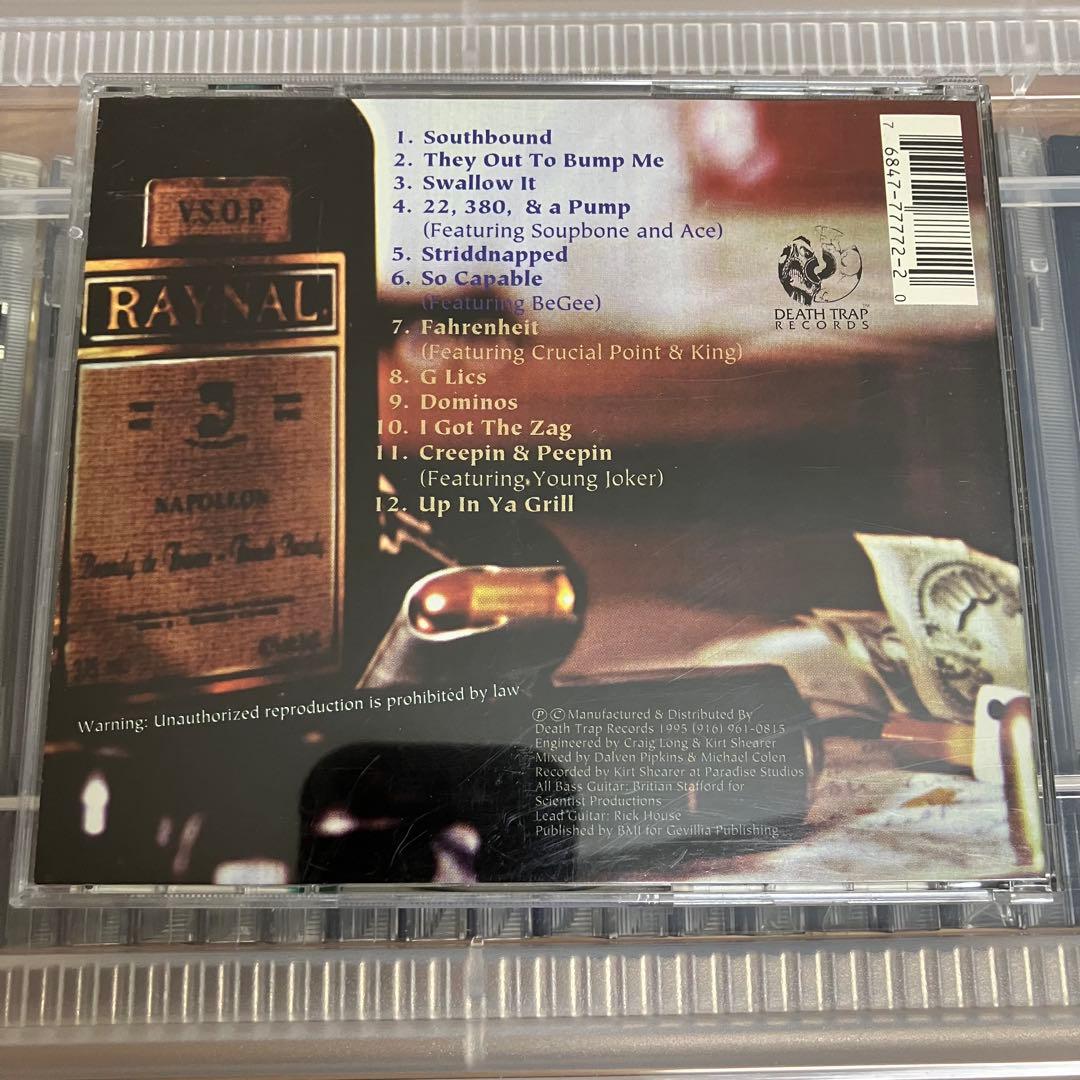 1. Southbound
2. They Out To Bump Me
3. Swallow It
4. 22, 380, & a Pump
(Featuring Soupbone and Ace)
5. Striddnapped
6. So Capable
(Featuring BeGee)
7. Fahrenheit
(Featuring Crucial Point & King)
8. G Lics
9. Dominos
10. I Got The Zag
11. Creepin & Peepin
(Featuring Young Joker)
12. Up In Ya Grill
7 6847-77772-2 0
DEATH TRAP™
RECORDS
V.S.O.P.
RAYNAL
NAPOLEON
Warning: Unauthorized reproduction is prohibited by law
Ⓟ Ⓒ Manufactured & Distributed By
Death Trap Records 1995 (916) 961-0815
Engineered by Craig Long & Kirt Shearer
Mixed by Dalven Pipkins & Michael Colen
Recorded by Kirt Shearer at Paradise Studios
All Bass Guitar: Britian Stafford for
Scientist Productions
Lead Guitar: Rick House
Published by BMI for Gevillia Publishing